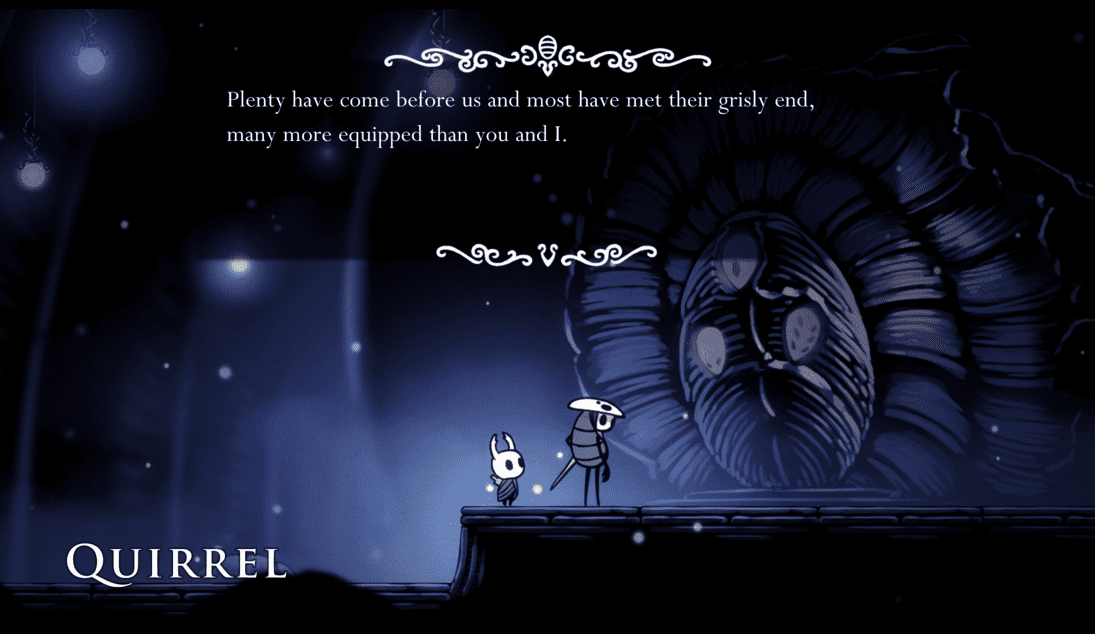 Plenty have come before us and most have met their grisly end,
many more equipped than you and I.
QUIRREL